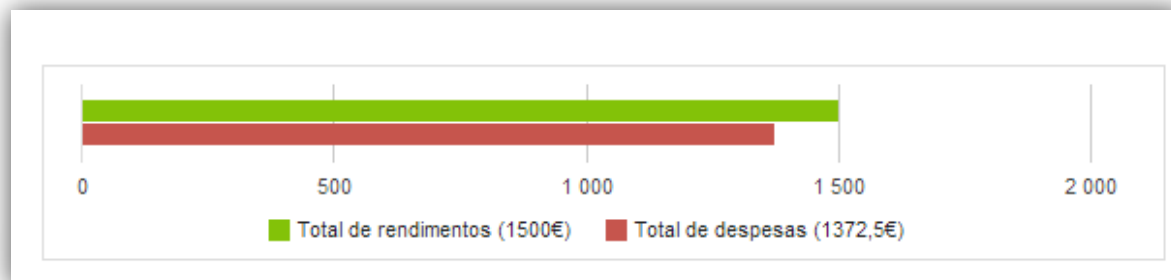 0 500 1 000 1 500 2 000
Total de rendimentos (1500€) Total de despesas (1372,5€)